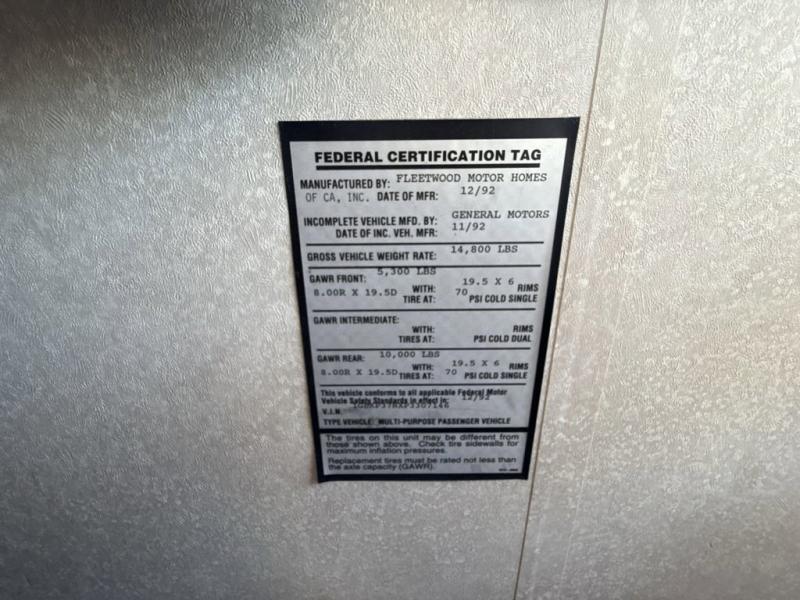 FEDERAL CERTIFICATION TAG
MANUFACTURED BY: FLEETWOOD MOTOR HOMES
OF CA, INC. DATE OF MFR: 12/92
INCOMPLETE VEHICLE MFD. BY: GENERAL MOTORS
DATE OF INC. VEH. MFR: 11/92
GROSS VEHICLE WEIGHT RATE: 14,800 LBS
GAWR FRONT: 5,300 LBS
8.00R X 19.5D WITH: 19.5 X 6 RIMS
TIRE AT: 70 PSI COLD SINGLE
GAWR INTERMEDIATE:
WITH: RIMS
TIRES AT: PSI COLD DUAL
GAWR REAR: 10,000 LBS
8.00R X 19.5D WITH: 19.5 X 6 RIMS
TIRES AT: 70 PSI COLD SINGLE
This vehicle conforms to all applicable Federal Motor
Vehicle Safety Standards in effect in: 12/92
V.I.N.
TYPE VEHICLE: MULTI-PURPOSE PASSENGER VEHICLE
The tires on this unit may be different from
those shown above. Check tire sidewalls for
maximum inflation pressures.
Replacement tires must be rated not less than
the axle capacity (GAWR).